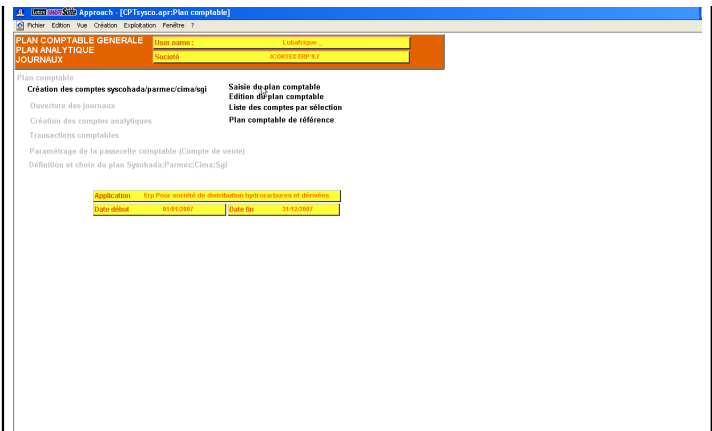 Lotus SMARTSuite Approach - [CPTsysco.apr:Plan comptable]
Fichier Edition Vue Création Exploitation Fenêtre ?
PLAN COMPTABLE GENERALE
PLAN ANALYTIQUE
JOURNAUX
User name : Lubafrique _
Societé ICORTEX ERP 4.7
Plan comptable
Création des comptes syscohada/parmec/cima/sgi
Saisie du plan comptable
Edition du plan comptable
Liste des comptes par sélection
Plan comptable de référence
Ouverture des journaux
Création des comptes analytiques
Transactions comptables
Paramétrage de la passerelle comptable (Compte de vente)
Définition et choix du plan Sysohada;Parmec;Cima;Sgi
Application Erp Pour société de distribution hydrocarbures et dérivées
Date début 01/01/2007 Date fin 31/12/2007